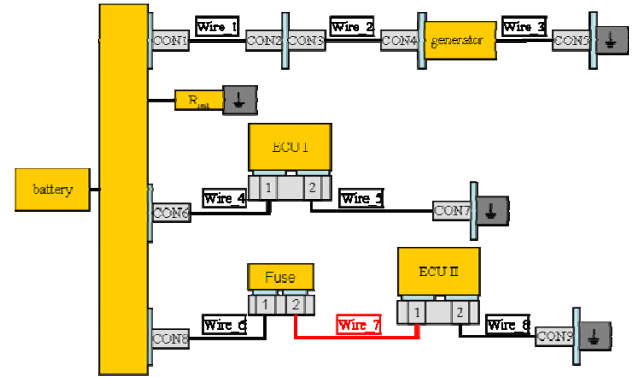 CON1 Wire_1 CON2 CON3 Wire_2 CON4 generator Wire_3 CON5
ECU I
battery
1 2
CON6 Wire_4 Wire_5 CON7
Fuse
ECU II
1 2
1 2
CON8 Wire_6 Wire_7 Wire_8 CON9